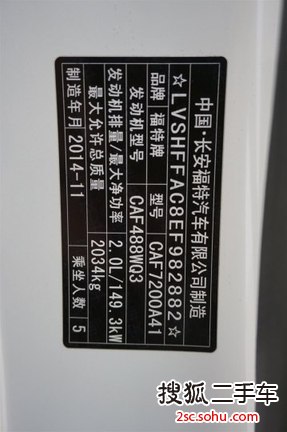 中国·长安福特汽车有限公司制造
☆LVSHFFAC8EF982882☆
品牌 福特牌 型号 CAF7200A41
发动机型号 CAF488WQ3
发动机排量/最大净功率 2.0L/149.3kW
最大允许总质量 2034kg
制造年月 2014-11 乘坐人数 5
搜狐二手车
2sc.sohu.com